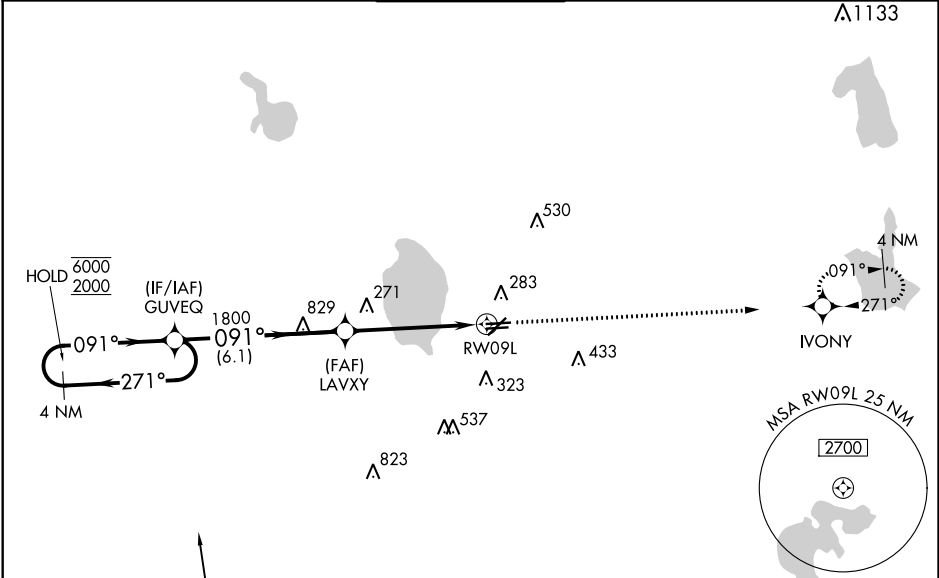 1133
530
4 NM
HOLD 6000
2000
(IF/IAF)
GUVEQ
091°
271°
829
271
283
1800
091°
(6.1)
091°
271°
4 NM
(FAF)
LAVXY
RW09L
IVONY
433
323
537
823
MSA RW09L 25 NM
2700